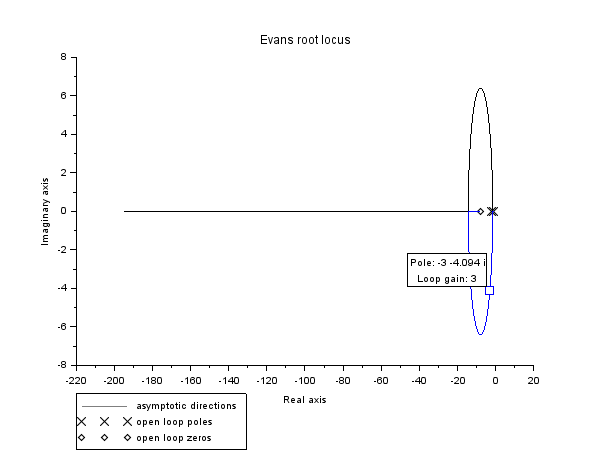 Evans root locus
8
6
4
2
0
-2
-4
-6
-8
Imaginary axis
Pole: -3 -4.094 i
Loop gain: 3
-220 -200 -180 -160 -140 -120 -100 -80 -60 -40 -20 0 20
Real axis
asymptotic directions
open loop poles
open loop zeros